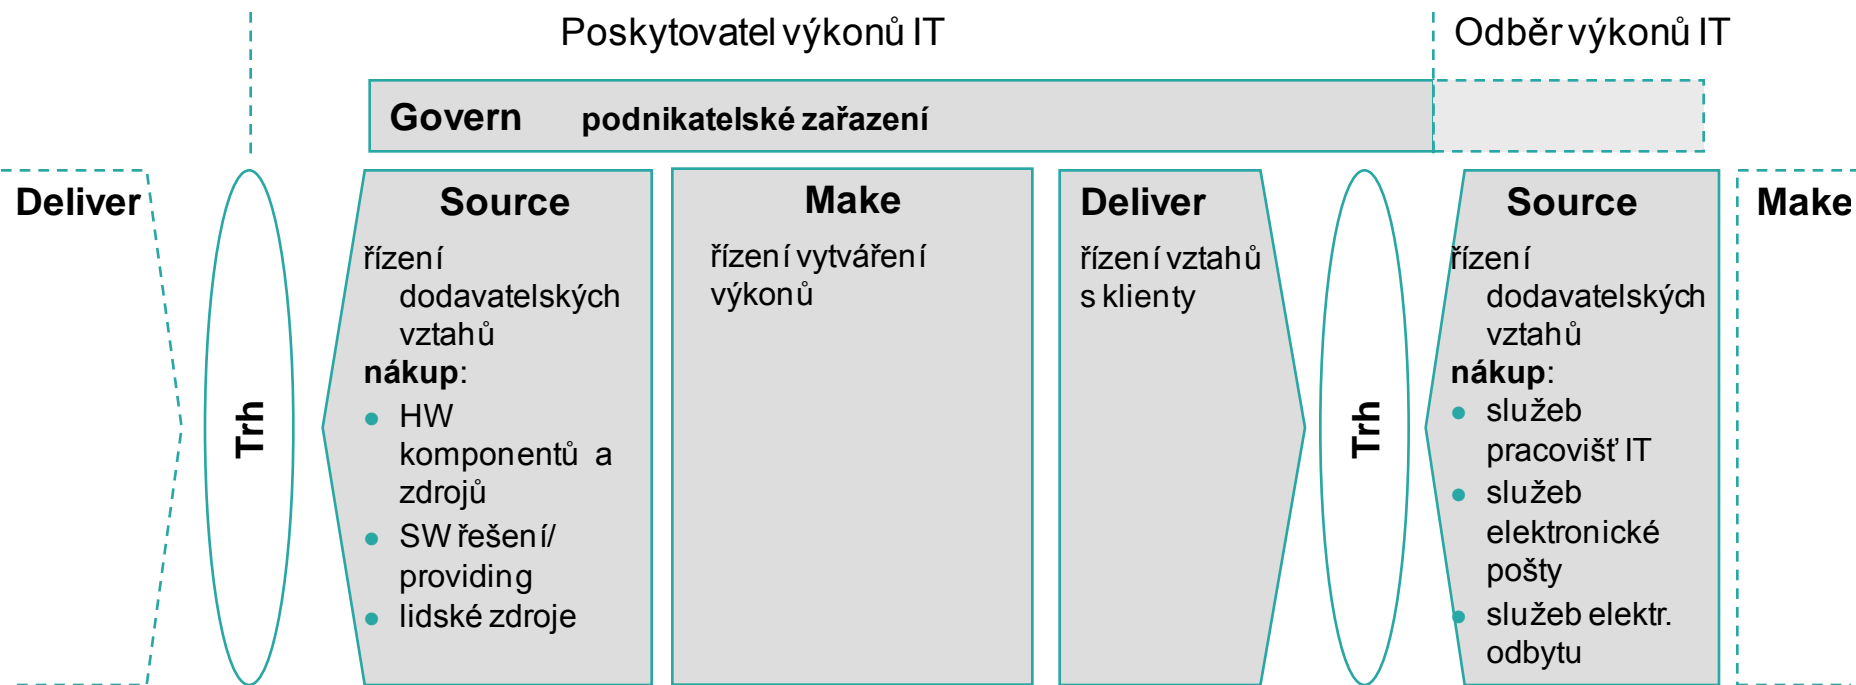 Poskytovatel výkonů IT
Odběr výkonů IT
Govern podnikatelské zařazení
Deliver
Trh
Source
řízení
dodavatelských
vztahů
nákup:
HW
komponentů a
zdrojů
SW řešení/
providing
lidské zdroje
Make
řízení vytváření
výkonů
Deliver
řízení vztahů
s klienty
Trh
Source
řízení
dodavatelských
vztahů
nákup:
služeb
pracovišť IT
služeb
elektronické
pošty
služeb elektr.
odbytu
Make